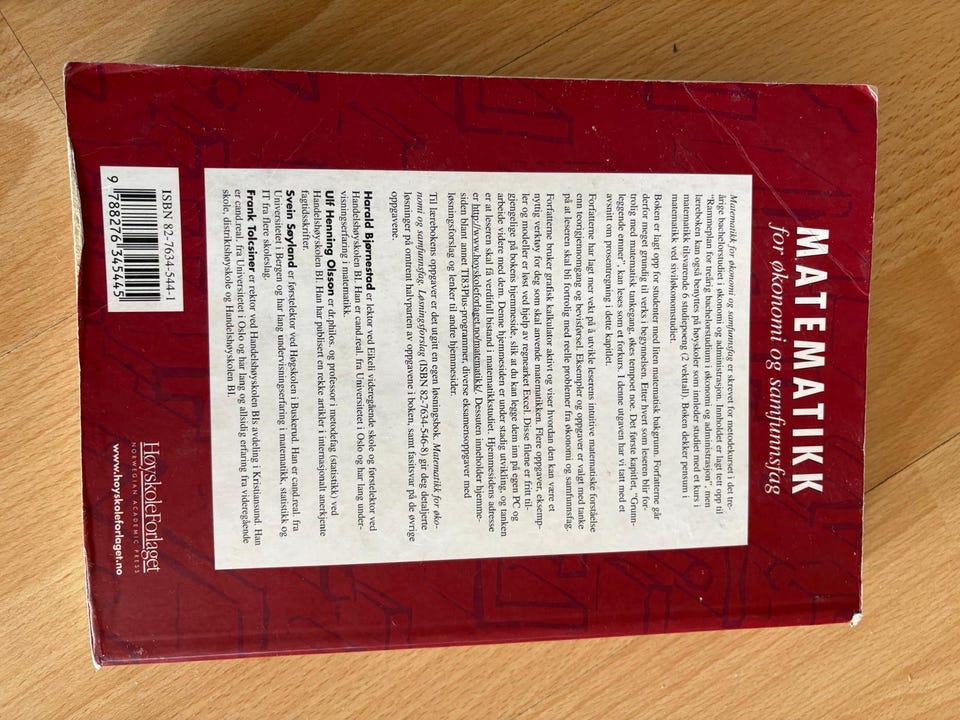 MATEMATIKK
for økonomi og samfunnsfag
Matematikk for økonomi og samfunnsfag er skrevet for metodekurset i det tre-
årige bachelorstudiet i økonomi og administrasjon. Innholdet er lagt tett opp til
"Rammeplan for treårig bachelorstudium i økonomi og administrasjon", men
læreboken kan også benyttes på høyskoler som innleder studiet med et kurs i
matematikk tilsvarende 6 studiepoeng (2 vekttall). Boken dekker pensum i
matematikk ved siviløkonomstudiet.
Boken er lagt opp for studenter med liten matematisk bakgrunn. Forfatterne går
derfor meget grundig til verks i begynnelsen. Etter hvert som leseren blir for-
trolig med matematisk tankegang, økes tempoet noe. Det første kapitlet, "Grunn-
leggende emner", kan leses som et forkurs. I denne utgaven har vi tatt med et
avsnitt om prosentregning i dette kapitlet.
Forfatterne har lagt mer vekt på å utvikle leserens intuitive matematiske forståelse
enn teorigjennomgang og bevisførsel. Eksempler og oppgaver er valgt med tanke
på at leseren skal bli fortrolig med reelle problemer fra økonomi og samfunnsfag.
Forfatterne bruker grafisk kalkulator aktivt og viser hvordan den kan være et
nyttig verktøy for deg som skal anvende matematikken. Flere oppgaver, eksemp-
ler og modeller er løst ved hjelp av regnearket Excel. Disse filene er fritt til-
gjengelige på bokens hjemmeside, slik at du kan legge dem inn på egen PC og
arbeide videre med dem. Denne hjemmesiden er under stadig utvikling, og tanken
er at leseren skal få verdifull bistand i matematikkstudiet. Hjemmesidens adresse
er http://www.hoyskoleforlaget.no/matematikk/ Dessuten inneholder hjemme-
siden blant annet TI83Plus-programmer, diverse eksamensoppgaver med
løsningsforslag og lenker til andre hjemmesider.
Til lærebokens oppgaver er det utgitt en egen løsningsbok. Matematikk for øko-
nomi og samfunnsfag. Løsningsforslag (ISBN 82-7634-546-8) gir deg detaljerte
løsninger på omtrent halvparten av oppgavene i boken, samt fasitsvar på de øvrige
oppgavene.
Harald Bjørnestad er lektor ved Eikeli videregående skole og førstelektor ved
Handelshøyskolen BI. Han er cand.real. fra Universitetet i Oslo og har lang under-
visningserfaring i matematikk.
Ulf Henning Olsson er dr.philos. og professor i metodefag (statistikk) ved
Handelshøyskolen BI. Han har publisert en rekke artikler i internasjonalt anerkjente
fagtidsskrifter.
Svein Søyland er førstelektor ved Høgskolen i Buskerud. Han er cand.real. fra
Universitetet i Bergen og har lang undervisningserfaring i matematikk, statistikk og
IT fra flere skoleslag.
Frank Tolcsiner er rektor ved Handelshøyskolen BIs avdeling i Kristiansund. Han
er cand.real. fra Universitetet i Oslo og har lang og allsidig erfaring fra videregående
skole, distriktshøyskole og Handelshøyskolen BI.
ISBN 82-7634-544-1
9 788276 345445
HøyskoleForlaget
NORWEGIAN ACADEMIC PRESS
www.hoyskoleforlaget.no